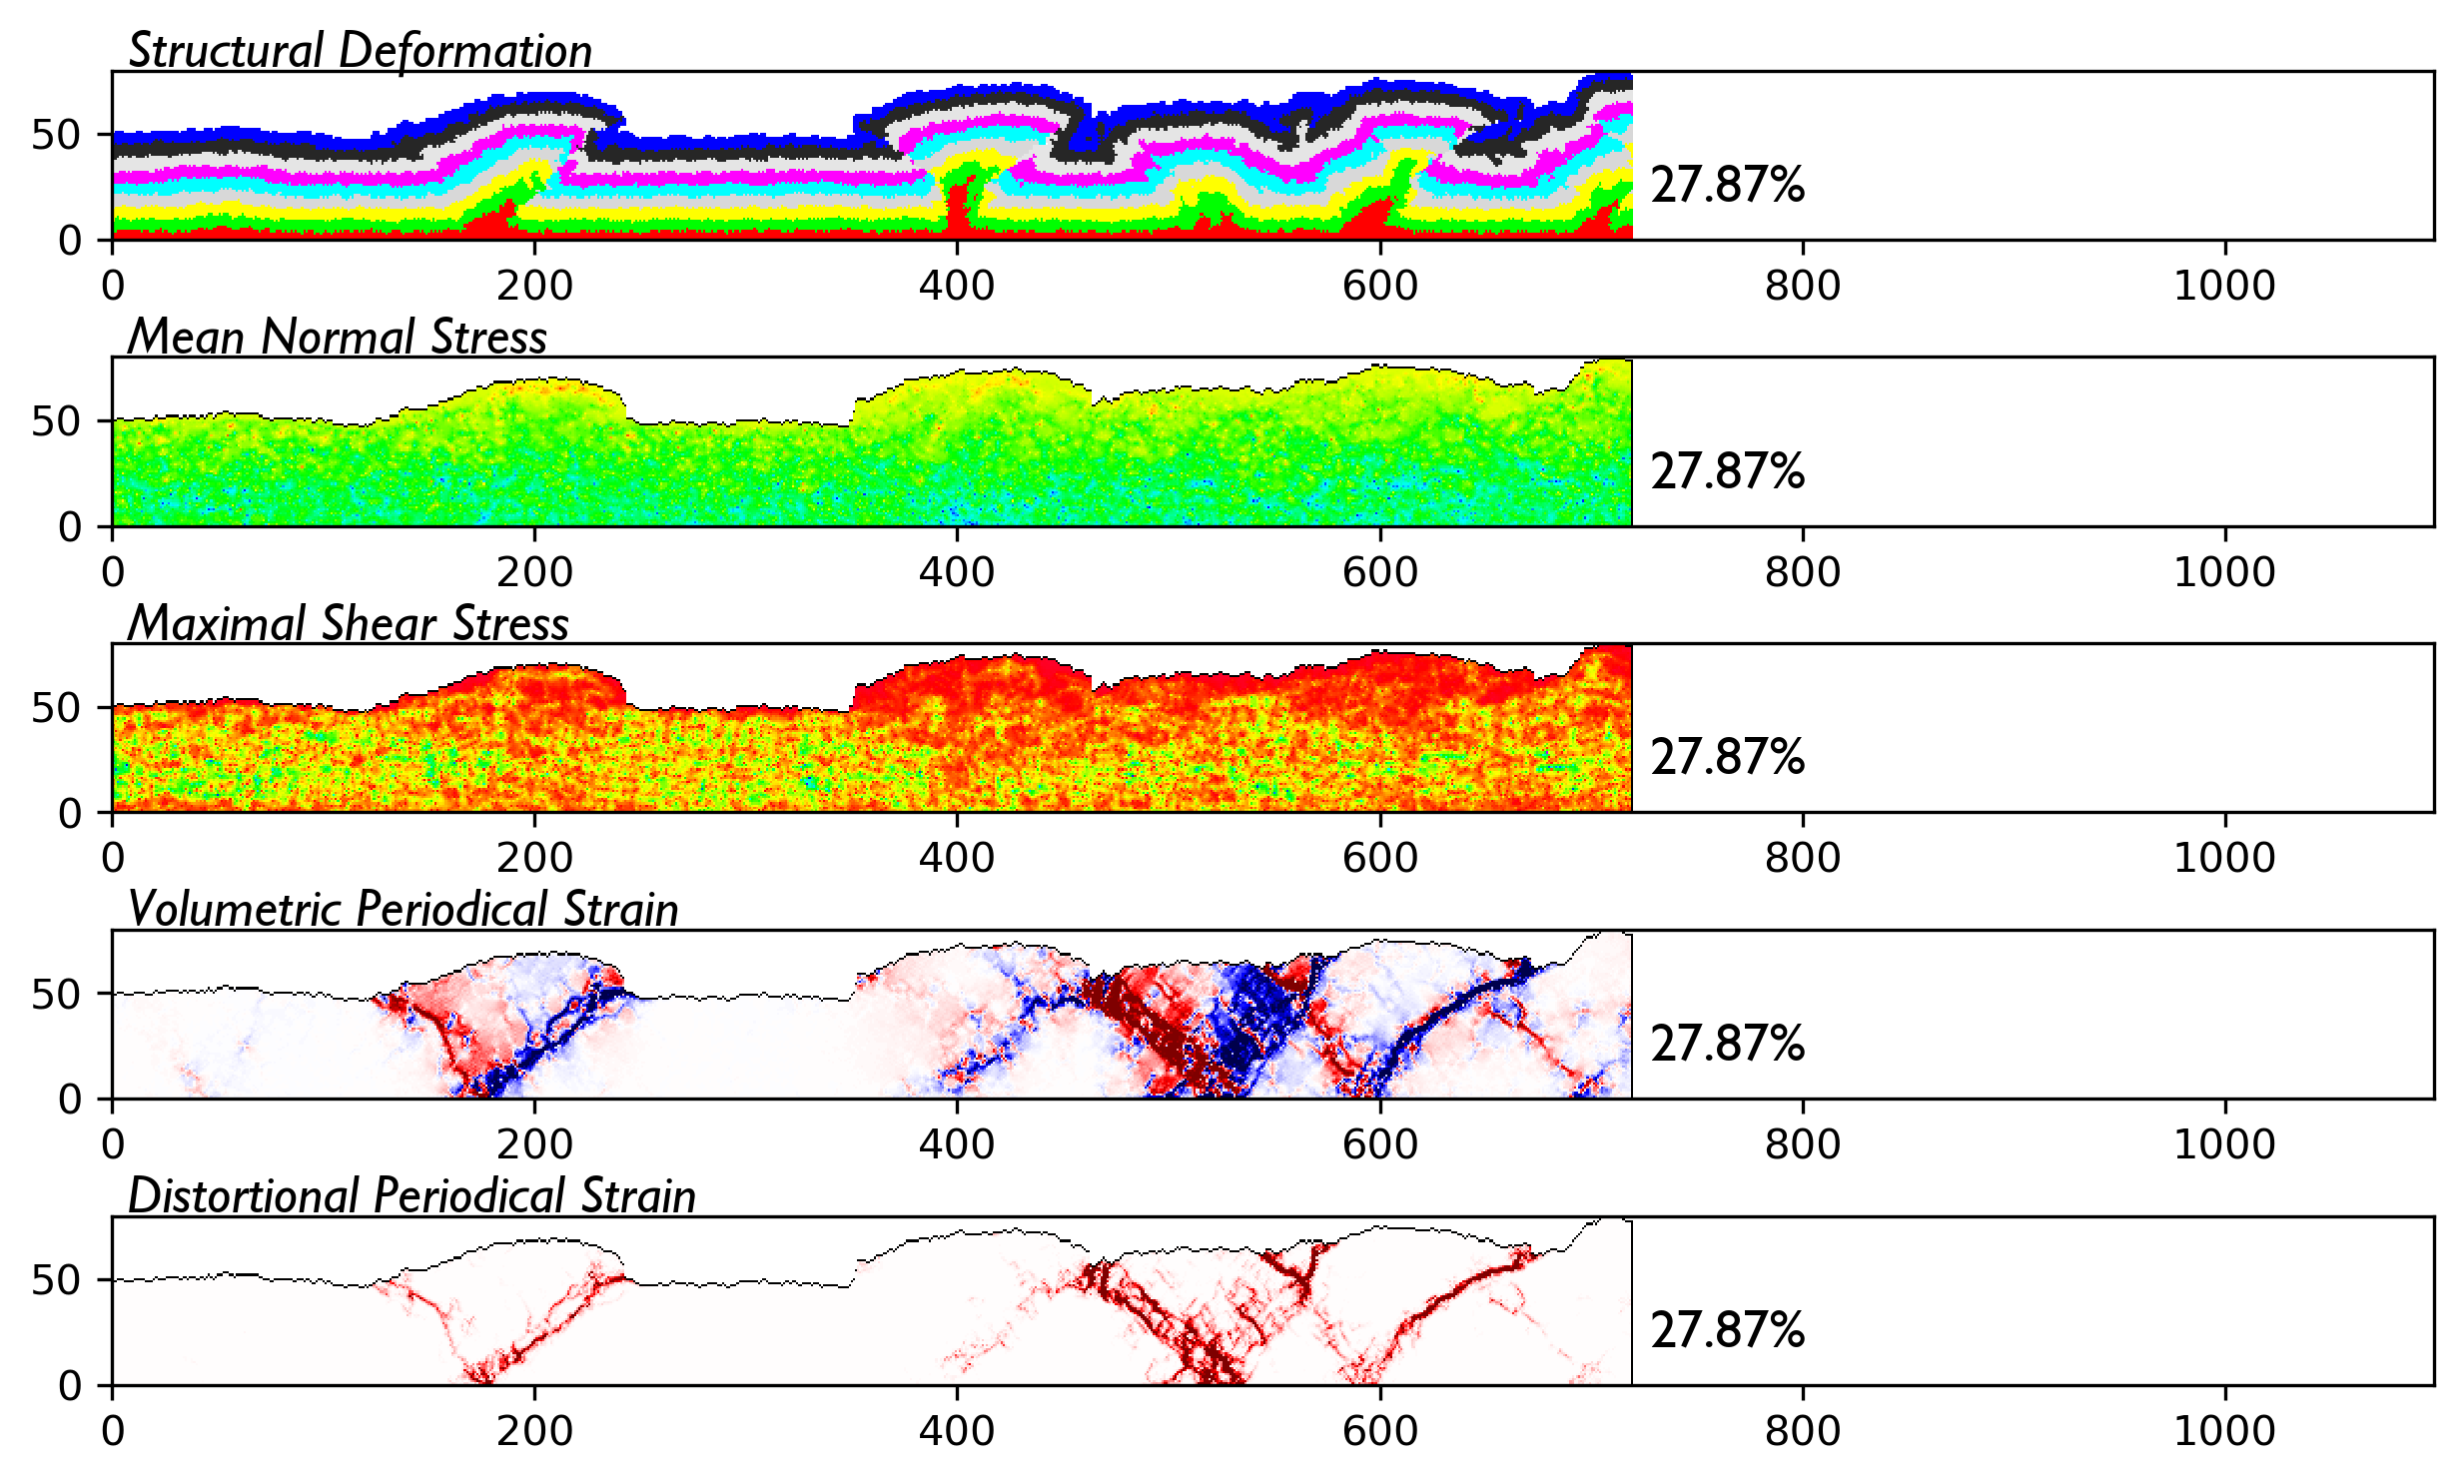 Structural Deformation
50
0
27.87%
0 200 400 600 800 1000
Mean Normal Stress
50
0
27.87%
0 200 400 600 800 1000
Maximal Shear Stress
50
0
27.87%
0 200 400 600 800 1000
Volumetric Periodical Strain
50
0
27.87%
0 200 400 600 800 1000
Distortional Periodical Strain
50
0
27.87%
0 200 400 600 800 1000